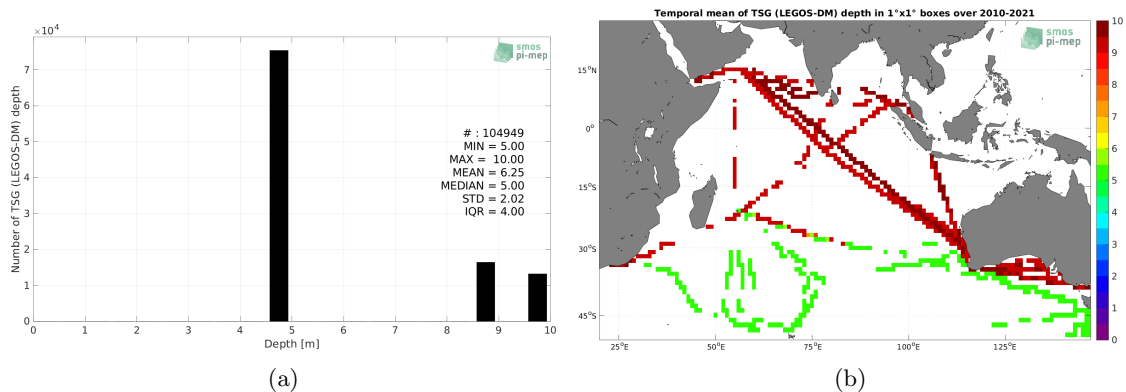 ×10⁴
smos
pi-mep
Number of TSG (LEGOS-DM) depth
7
6
5
4
3
2
1
0
# : 104949
MIN = 5.00
MAX = 10.00
MEAN = 6.25
MEDIAN = 5.00
STD = 2.02
IQR = 4.00
0 1 2 3 4 5 6 7 8 9 10
Depth [m]
(a)
Temporal mean of TSG (LEGOS-DM) depth in 1°x1° boxes over 2010-2021
smos
pi-mep
15°N
0°
15°S
30°S
45°S
25°E 50°E 75°E 100°E 125°E
10
9
8
7
6
5
4
3
2
1
0
(b)